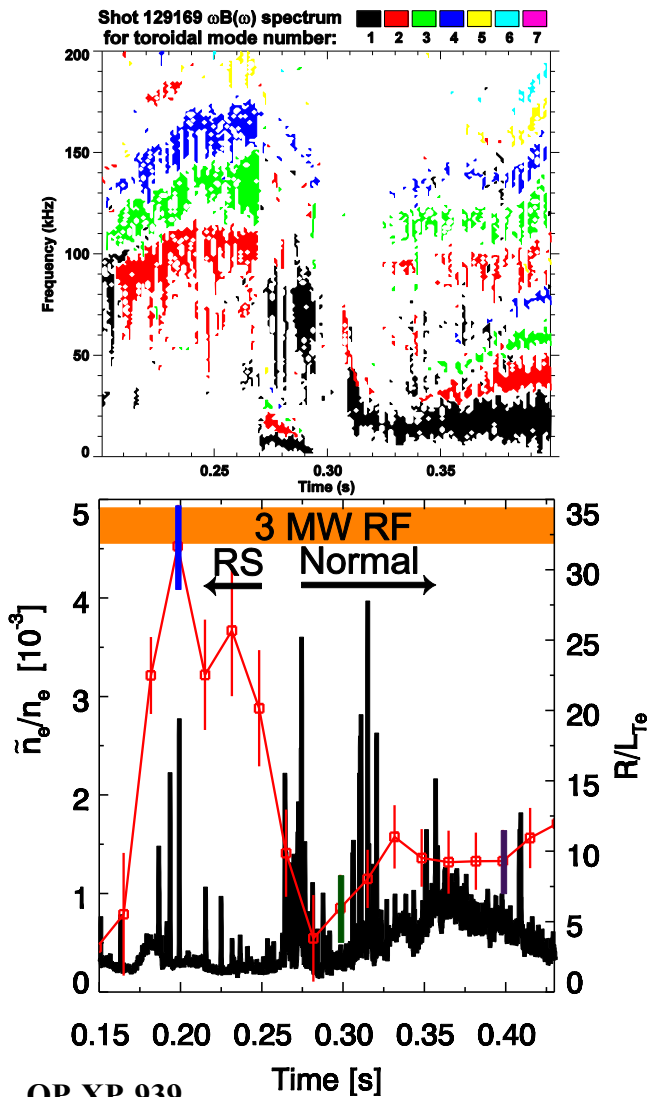 Shot 129169 ωB(ω) spectrum
for toroidal mode number: 1 2 3 4 5 6 7
200
150
100
50
0
Frequency (kHz)
0.25 0.30 0.35
Time (s)
5
4
3
2
1
0
ñe/ne [10⁻³]
3 MW RF
RS Normal
35
30
25
20
15
10
5
0
R/LTe
0.15 0.20 0.25 0.30 0.35 0.40
Time [s]
OP XP 939